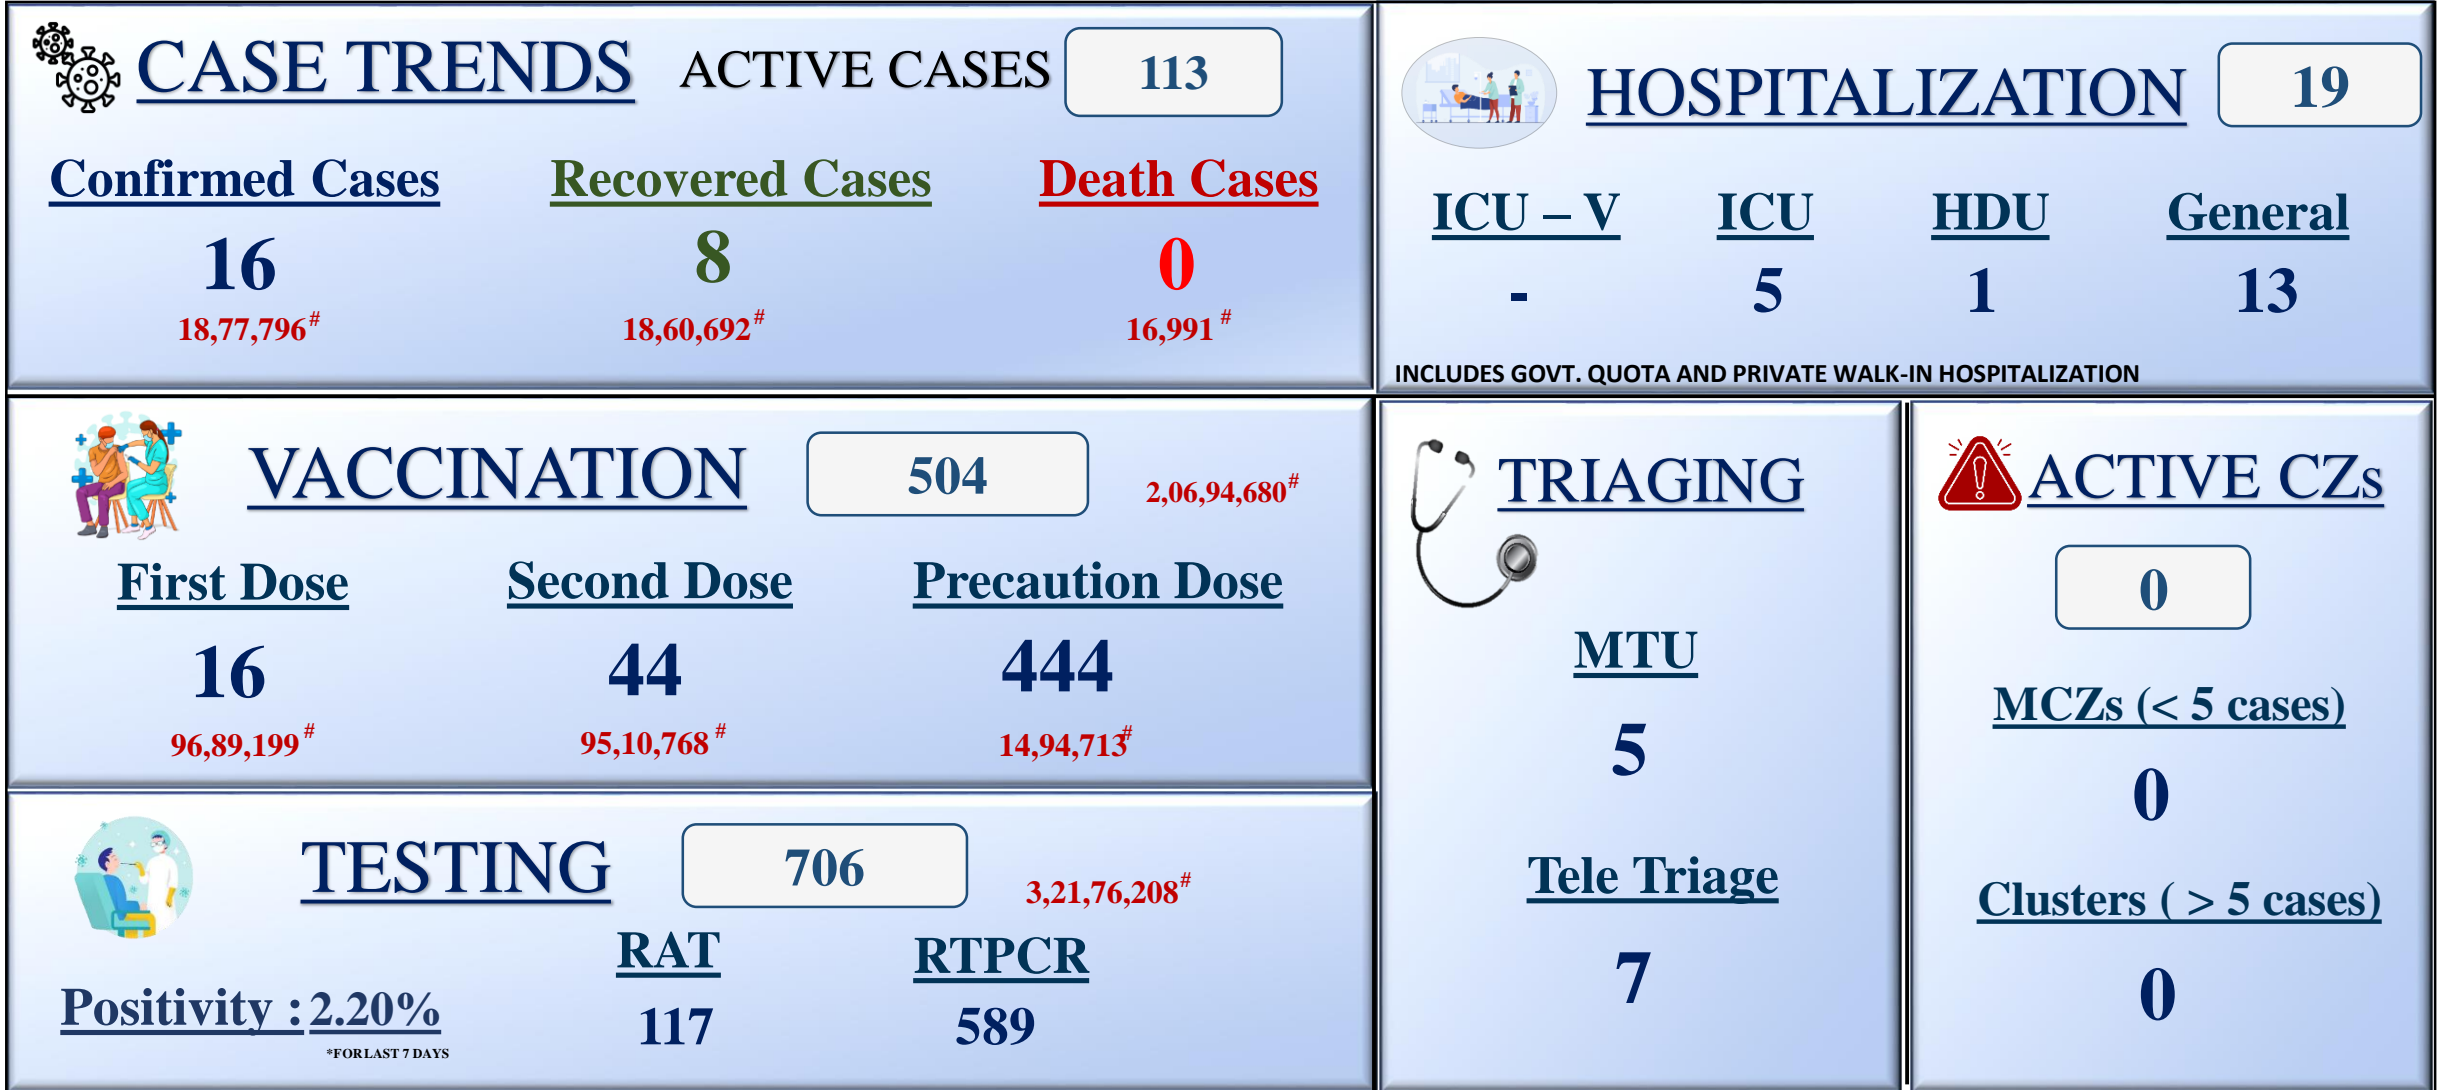 CASE TRENDS ACTIVE CASES 113
Confirmed Cases Recovered Cases Death Cases
16 8 0
18,77,796# 18,60,692# 16,991 #
HOSPITALIZATION 19
ICU – V ICU HDU General
- 5 1 13
INCLUDES GOVT. QUOTA AND PRIVATE WALK-IN HOSPITALIZATION
VACCINATION 504 2,06,94,680#
First Dose Second Dose Precaution Dose
16 44 444
96,89,199 # 95,10,768 # 14,94,713#
TESTING 706 3,21,76,208#
RAT RTPCR
Positivity : 2.20% 117 589
*FOR LAST 7 DAYS
TRIAGING
MTU
5
Tele Triage
7
ACTIVE CZs
0
MCZs (< 5 cases)
0
Clusters ( > 5 cases)
0